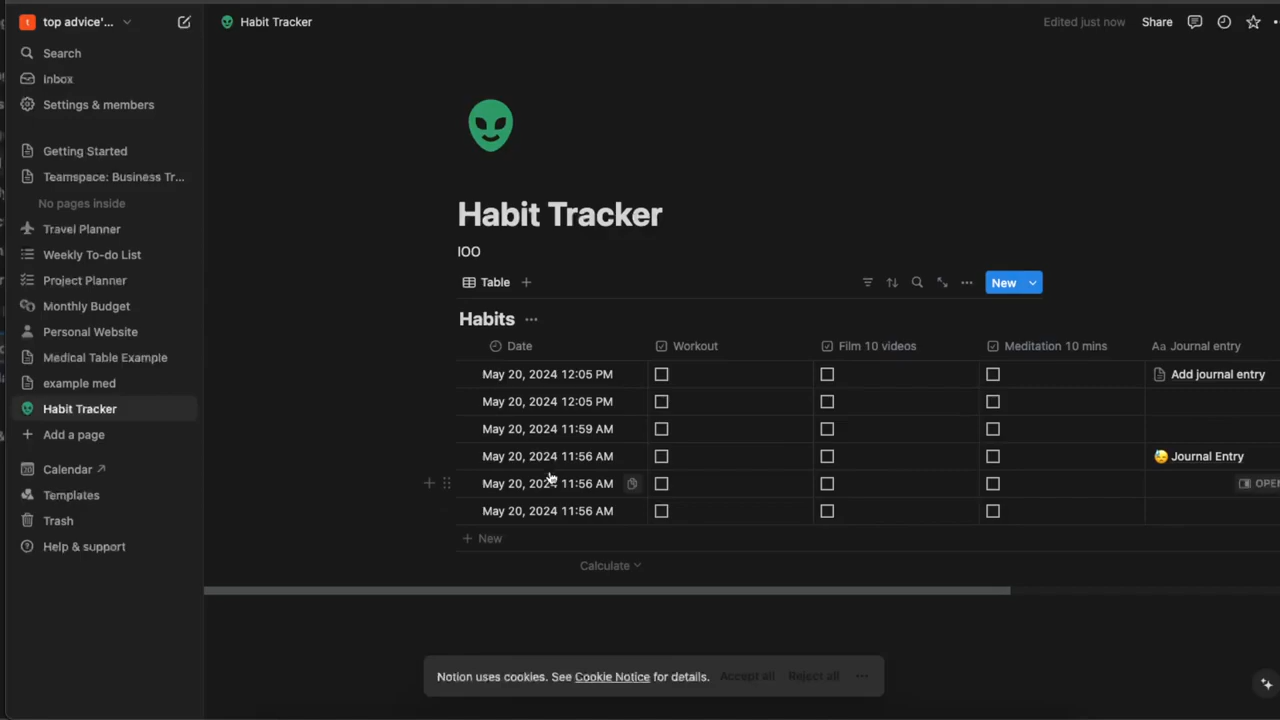 top advice'...
Search
Inbox
Settings & members
Getting Started
Teamspace: Business Tr...
No pages inside
Travel Planner
Weekly To-do List
Project Planner
Monthly Budget
Personal Website
Medical Table Example
example med
Habit Tracker
Add a page
Calendar
Templates
Trash
Help & support
Habit Tracker
Edited just now
Share
Habit Tracker
IOO
Table
New
Habits
Date Workout Film 10 videos Meditation 10 mins Aa Journal entry
May 20, 2024 12:05 PM Add journal entry
May 20, 2024 12:05 PM
May 20, 2024 11:59 AM
May 20, 2024 11:56 AM Journal Entry
May 20, 2024 11:56 AM OPEN
May 20, 2024 11:56 AM
New
Calculate
Notion uses cookies. See Cookie Notice for details. Accept all Reject all